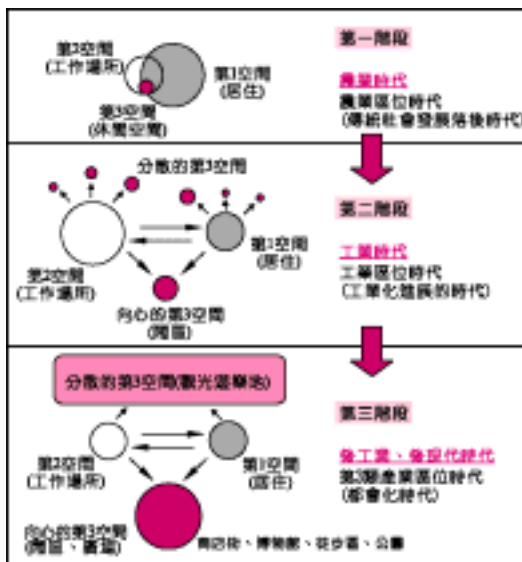 第2空間
(工作場所)
第1空間
(居住)
第3空間
(休閒空間)
第一階段
農業時代
農業區位時代
(傳統社會發展落後時代)
分散的第3空間
第2空間
(工作場所)
第1空間
(居住)
向心的第3空間
(鬧區)
第二階段
工業時代
工業區位時代
(工業化進展的時代)
分散的第3空間(觀光遊樂地)
第2空間
(工作場所)
第1空間
(居住)
向心的第3空間
(鬧區、廣場)
商店街、博物館、徒步區、公園
第三階段
後工業、後現代時代
第3類產業區位時代
(都會化時代)